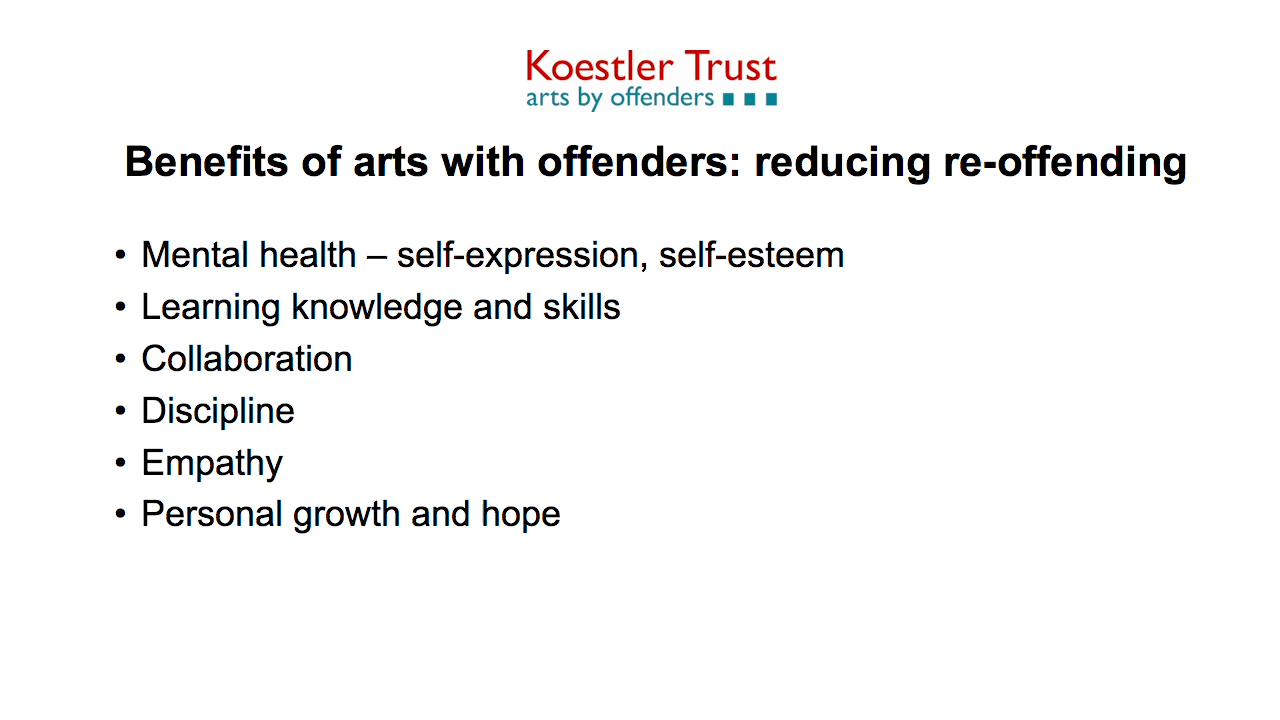 Koestler Trust
arts by offenders
Benefits of arts with offenders: reducing re-offending
• Mental health – self-expression, self-esteem
• Learning knowledge and skills
• Collaboration
• Discipline
• Empathy
• Personal growth and hope